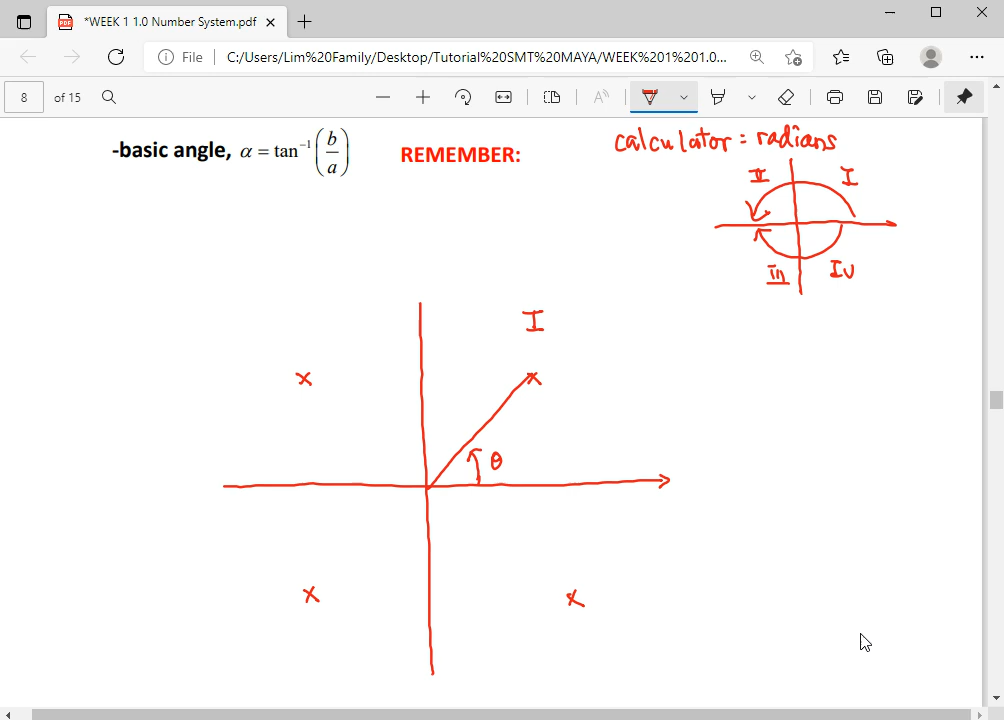 *WEEK 1 1.0 Number System.pdf
File
C:/Users/Lim%20Family/Desktop/Tutorial%20SMT%20MAYA/WEEK%201%201.0...
8 of 15
calculator = radians
-basic angle, α = tan⁻¹(b/a) REMEMBER:
II I
III IV
I
x x
θ
x x